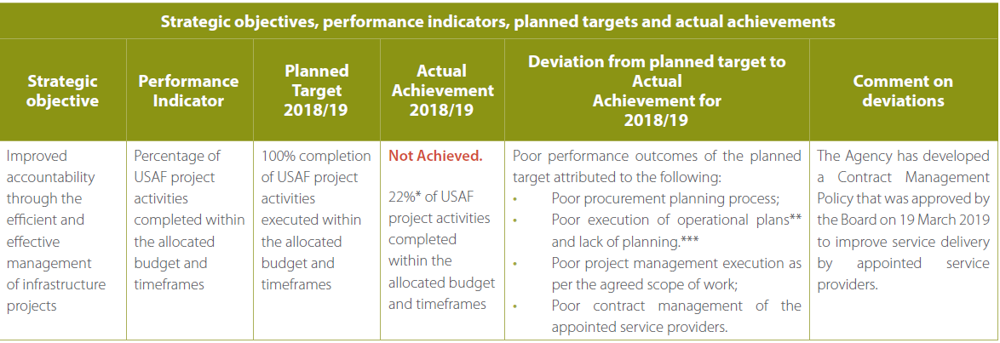 Strategic objectives, performance indicators, planned targets and actual achievements
Strategic
objective
Performance
Indicator
Planned
Target
2018/19
Actual
Achievement
2018/19
Deviation from planned target to
Actual
Achievement for
2018/19
Comment on
deviations
Improved
accountability
through the
efficient and
effective
management
of infrastructure
projects
Percentage of
USAF project
activities
completed within
the allocated
budget and
timeframes
100% completion
of USAF project
activities
executed within
the allocated
budget and
timeframes
Not Achieved.
22%* of USAF
project activities
completed
within the
allocated budget
and timeframes
Poor performance outcomes of the planned
target attributed to the following:
• Poor procurement planning process;
• Poor execution of operational plans**
and lack of planning.***
• Poor project management execution as
per the agreed scope of work;
• Poor contract management of the
appointed service providers.
The Agency has developed
a Contract Management
Policy that was approved by
the Board on 19 March 2019
to improve service delivery
by appointed service
providers.